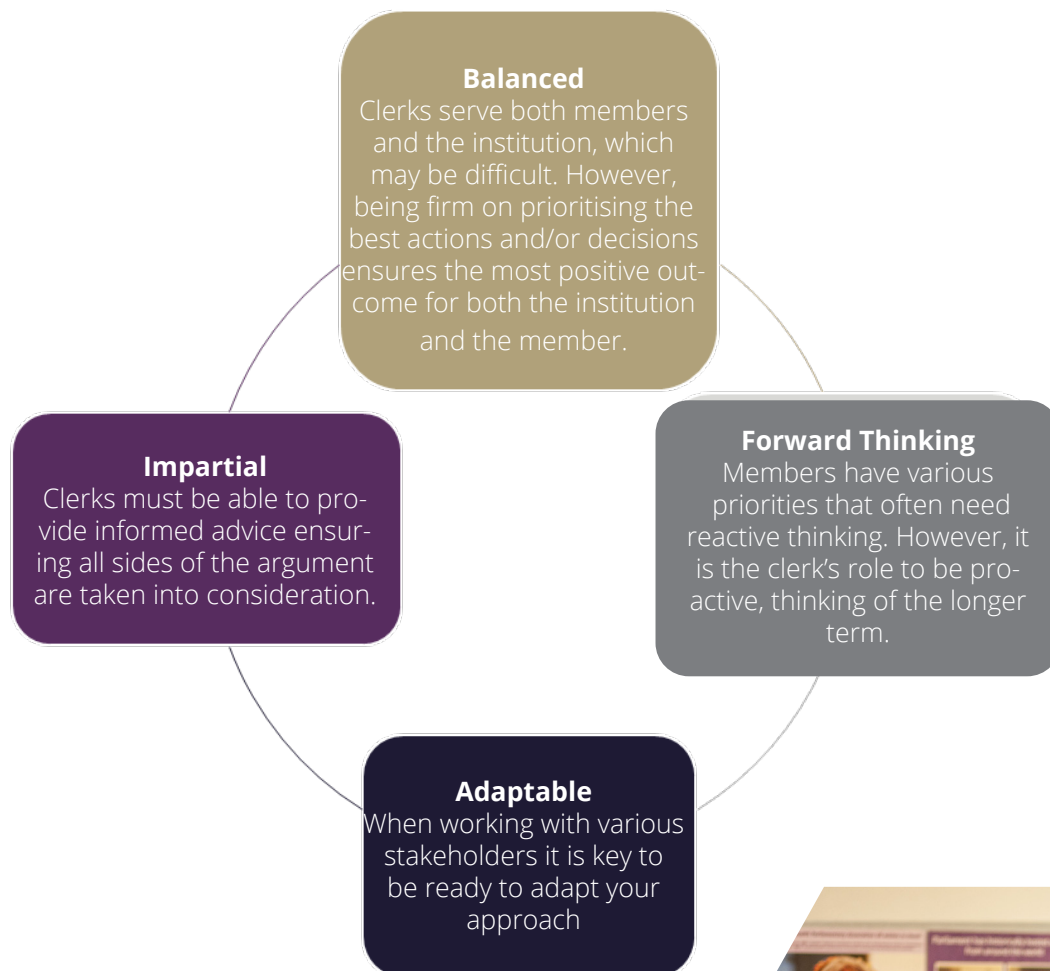 Balanced
Clerks serve both members
and the institution, which
may be difficult. However,
being firm on prioritising the
best actions and/or decisions
ensures the most positive out-
come for both the institution
and the member.
Forward Thinking
Members have various
priorities that often need
reactive thinking. However, it
is the clerk’s role to be pro-
active, thinking of the longer
term.
Impartial
Clerks must be able to pro-
vide informed advice ensur-
ing all sides of the argument
are taken into consideration.
Adaptable
When working with various
stakeholders it is key to
be ready to adapt your
approach